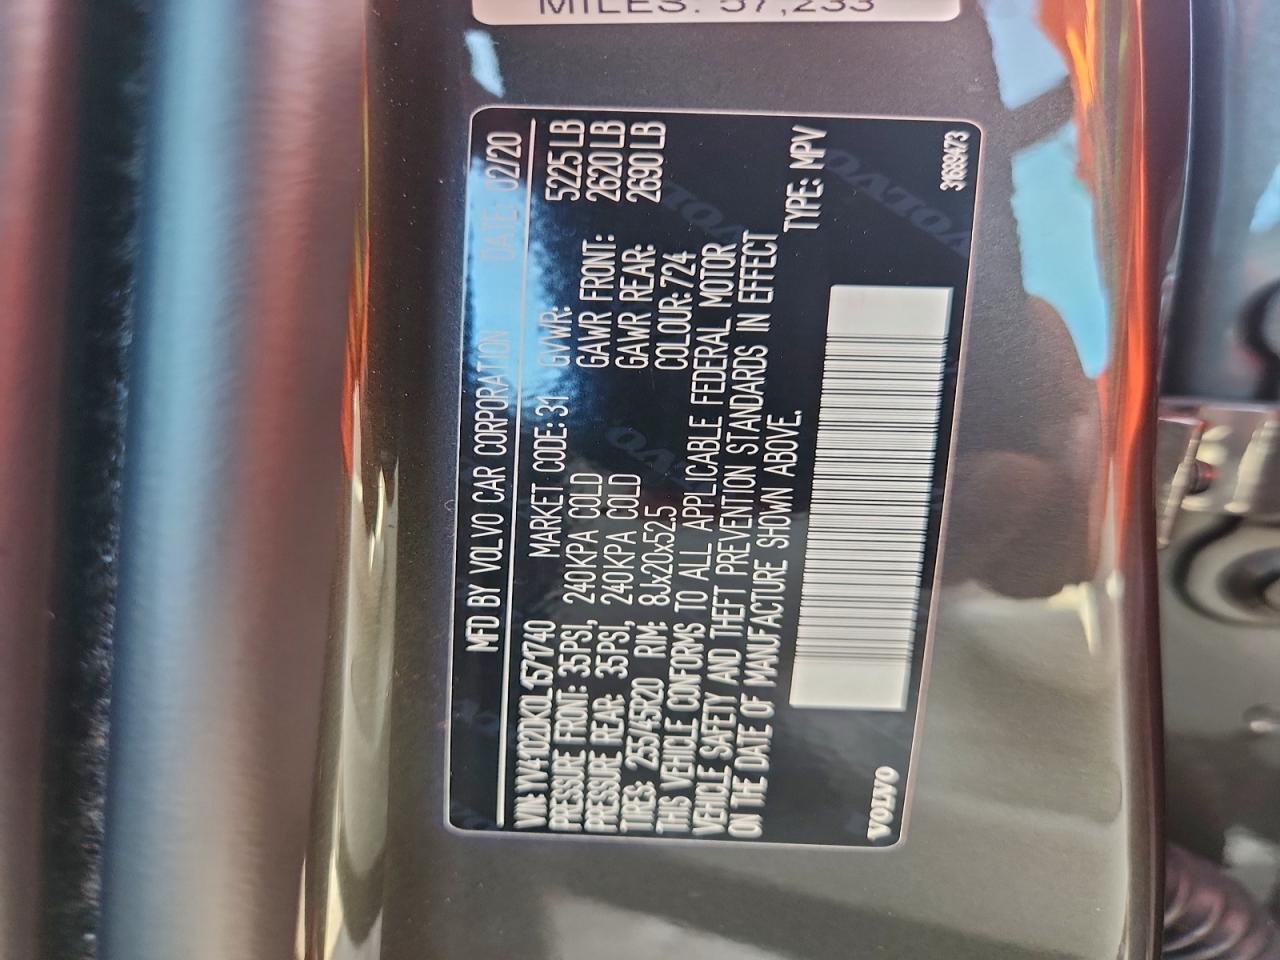 MILES: 57,233
MFD BY VOLVO CAR CORPORATION DATE: 02/20
VIN: YV4102DK0L1571740 MARKET CODE: 31 GVWR: 5225 LB
PRESSURE FRONT: 35PSI, 240KPA COLD GAWR FRONT: 2620 LB
PRESSURE REAR: 35PSI, 240KPA COLD GAWR REAR: 2690 LB
TIRES: 255/45R20 RIM: 8Jx20x52.5 COLOUR: 724
THIS VEHICLE CONFORMS TO ALL APPLICABLE FEDERAL MOTOR
VEHICLE SAFETY AND THEFT PREVENTION STANDARDS IN EFFECT
ON THE DATE OF MANUFACTURE SHOWN ABOVE. TYPE: MPV
VOLVO 31689473